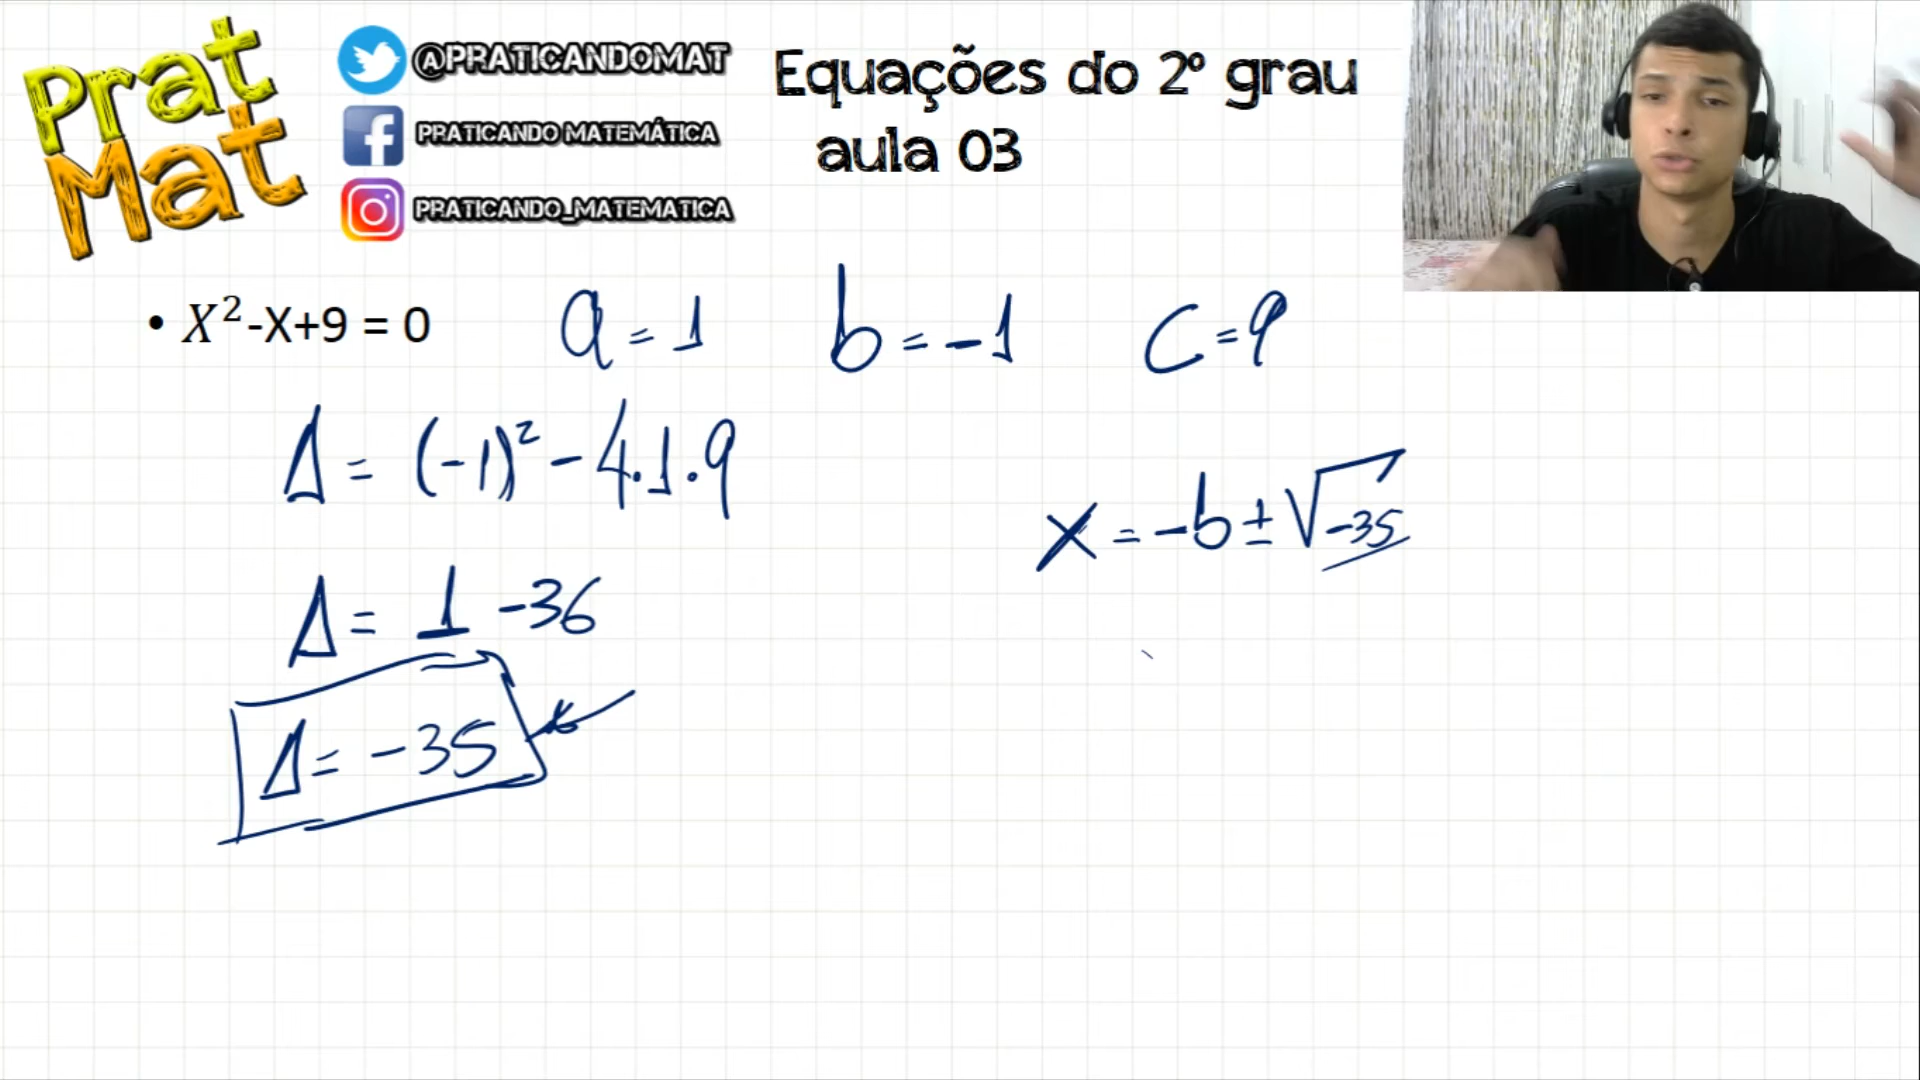 Prat
Mat
@PRATICANDOMAT
PRATICANDO MATEMÁTICA
PRATICANDO_MATEMATICA
Equações do 2º grau
aula 03
• X²-X+9 = 0
a = 1 b = -1 c = 9
Δ = (-1)² - 4.1.9
x = -b ± √-35
Δ = 1 -36
Δ = -35